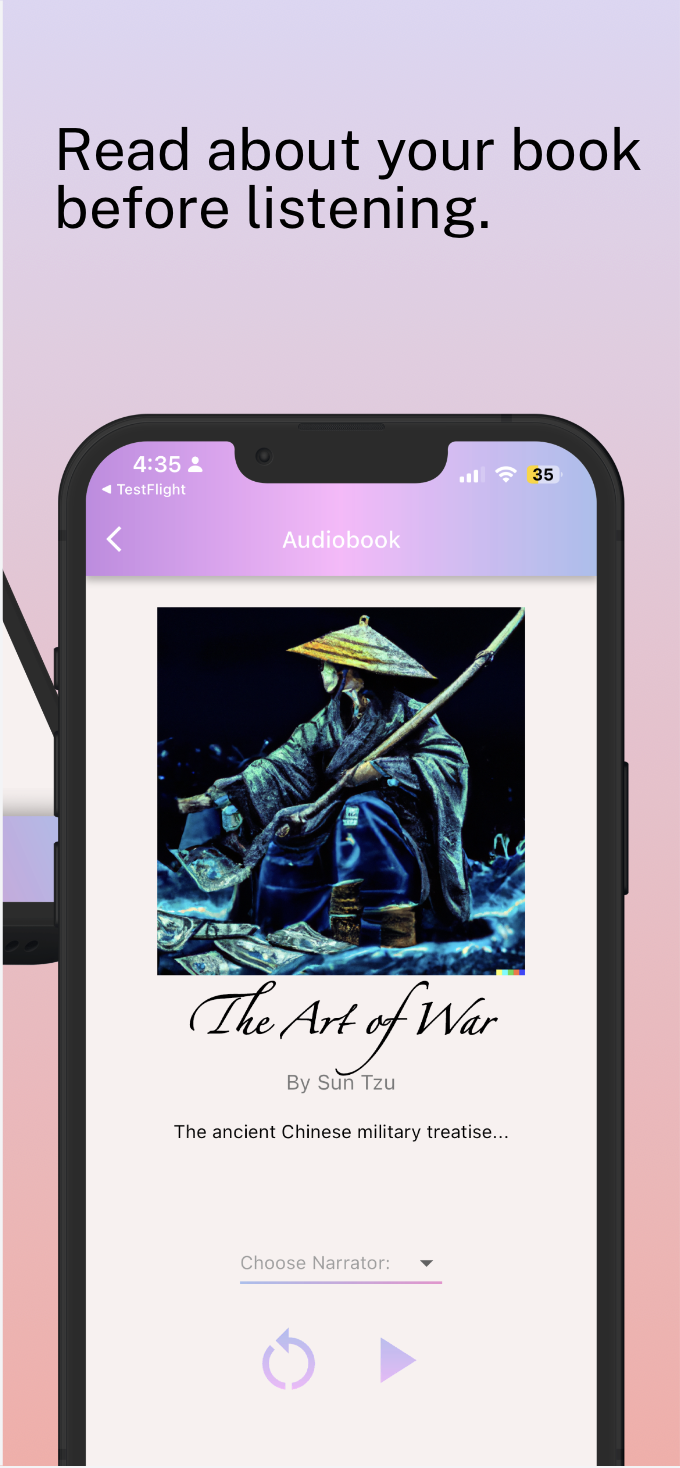 Read about your book
before listening.
4:35
35
◀ TestFlight
Audiobook
The Art of War
By Sun Tzu
The ancient Chinese military treatise...
Choose Narrator: